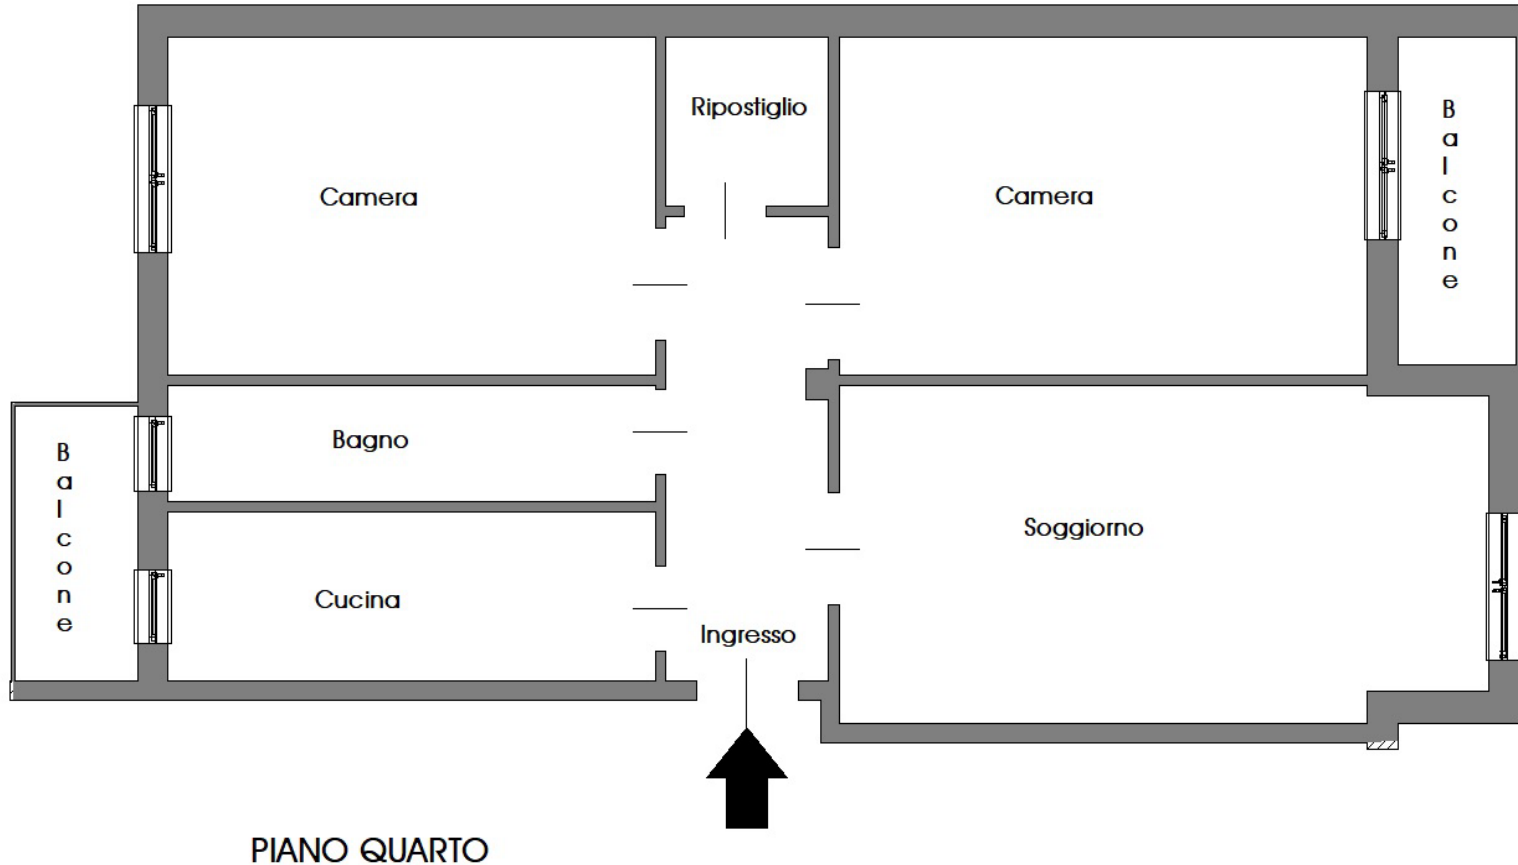 Ripostiglio
Camera
Camera
Balcone
Bagno
Balcone
Soggiorno
Cucina
Ingresso
PIANO QUARTO